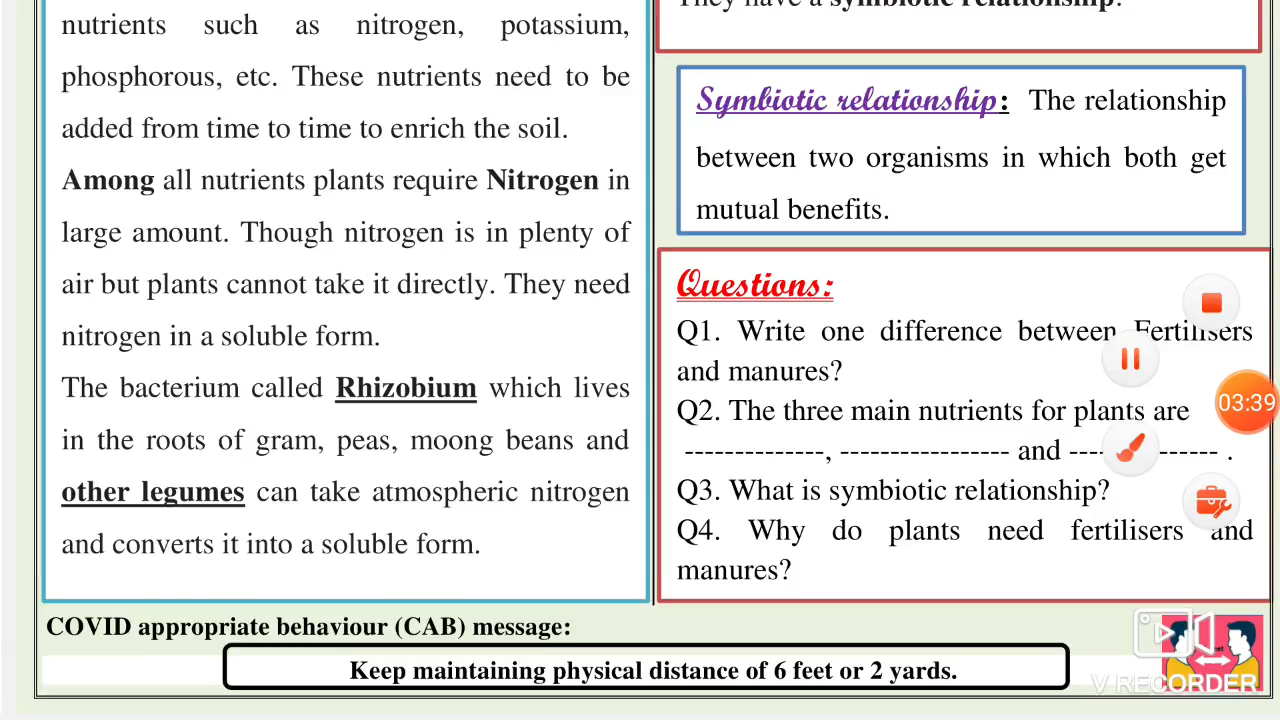 nutrients such as nitrogen, potassium,
phosphorous, etc. These nutrients need to be
added from time to time to enrich the soil.
Among all nutrients plants require Nitrogen in
large amount. Though nitrogen is in plenty of
air but plants cannot take it directly. They need
nitrogen in a soluble form.
The bacterium called Rhizobium which lives
in the roots of gram, peas, moong beans and
other legumes can take atmospheric nitrogen
and converts it into a soluble form.
They have a symbiotic relationship.
Symbiotic relationship: The relationship
between two organisms in which both get
mutual benefits.
Questions:
Q1. Write one difference between Fertilisers
and manures?
Q2. The three main nutrients for plants are
--------------, ----------------- and --------------- .
Q3. What is symbiotic relationship?
Q4. Why do plants need fertilisers and
manures?
03:39
COVID appropriate behaviour (CAB) message:
Keep maintaining physical distance of 6 feet or 2 yards.
V RECORDER